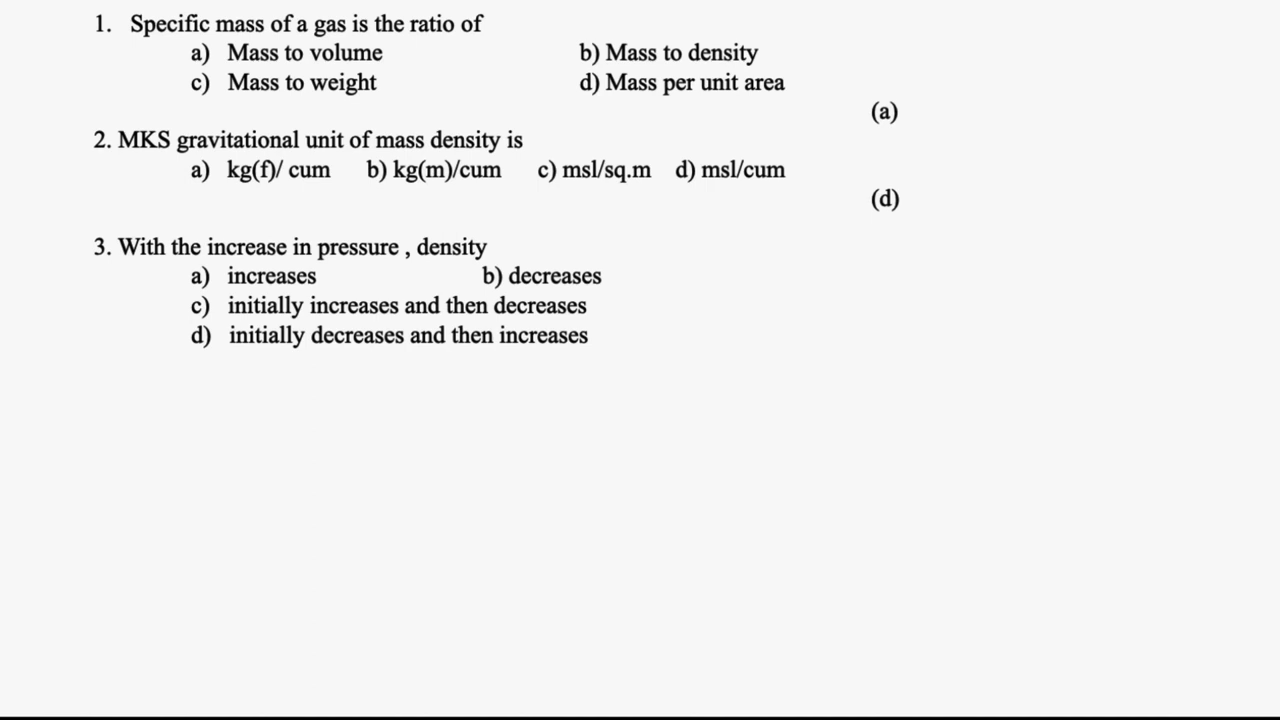 1. Specific mass of a gas is the ratio of
a) Mass to volume b) Mass to density
c) Mass to weight d) Mass per unit area
(a)
2. MKS gravitational unit of mass density is
a) kg(f)/ cum b) kg(m)/cum c) msl/sq.m d) msl/cum
(d)
3. With the increase in pressure , density
a) increases b) decreases
c) initially increases and then decreases
d) initially decreases and then increases